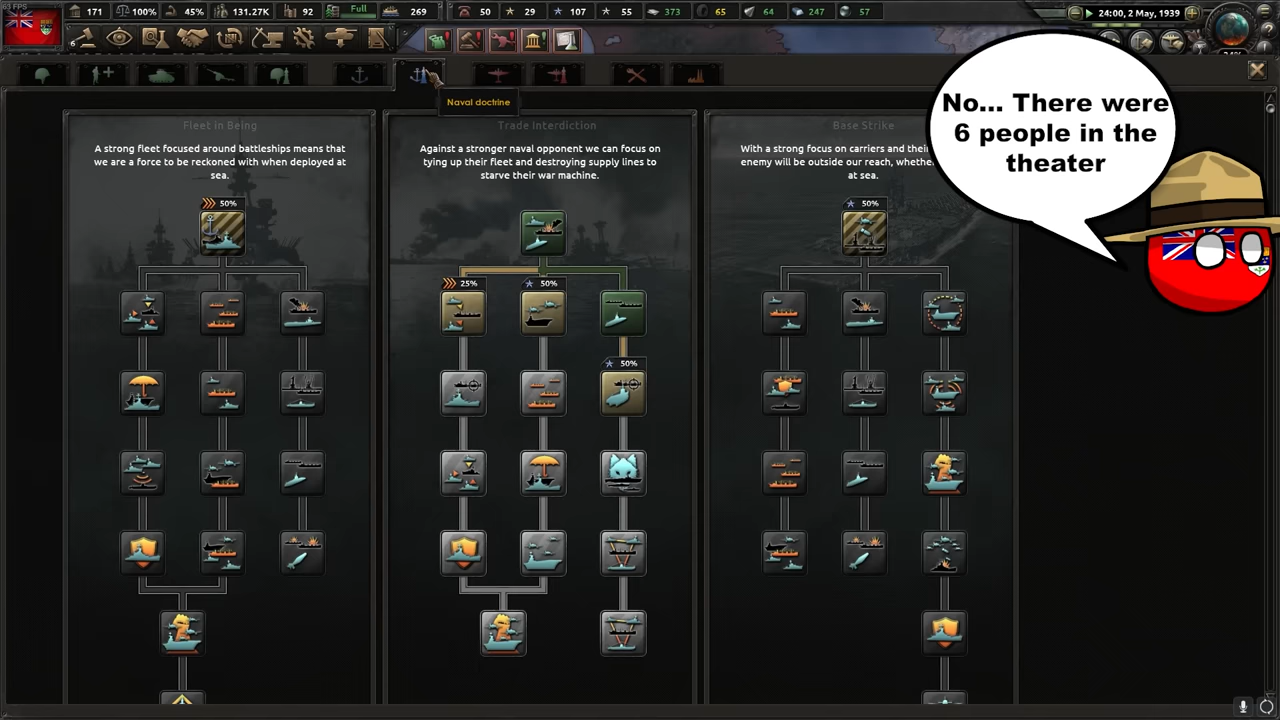 63 FPS
171 100% 45% 131.27K 92 Full 269 50 29 107 55 373 65 64 247 57 24:00, 2 May, 1939
6
Naval doctrine
No... There were
6 people in the
theater
Fleet in Being
A strong fleet focused around battleships means that
we are a force to be reckoned with when deployed at
sea.
50%
Trade Interdiction
Against a stronger naval opponent we can focus on
tying up their fleet and destroying supply lines to
starve their war machine.
25% 50%
50%
Base Strike
With a strong focus on carriers and their
enemy will be outside our reach, whethe
at sea.
50%